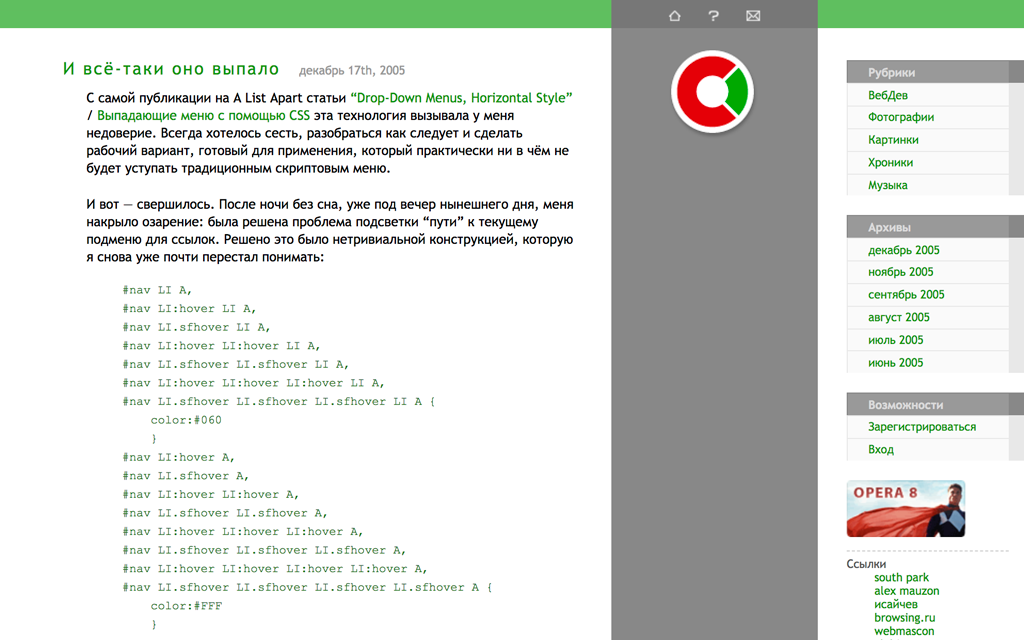 И всё-таки оно выпало декабрь 17th, 2005
С самой публикации на A List Apart статьи “Drop-Down Menus, Horizontal Style”
/ Выпадающие меню с помощью CSS эта технология вызывала у меня
недоверие. Всегда хотелось сесть, разобраться как следует и сделать
рабочий вариант, готовый для применения, который практически ни в чём не
будет уступать традиционным скриптовым меню.
И вот — свершилось. После ночи без сна, уже под вечер нынешнего дня, меня
накрыло озарение: была решена проблема подсветки “пути” к текущему
подменю для ссылок. Решено это было нетривиальной конструкцией, которую
я снова уже почти перестал понимать:
#nav LI A,
#nav LI:hover LI A,
#nav LI.sfhover LI A,
#nav LI:hover LI:hover LI A,
#nav LI.sfhover LI.sfhover LI A,
#nav LI:hover LI:hover LI:hover LI A,
#nav LI.sfhover LI.sfhover LI.sfhover LI A {
color:#060
}
#nav LI:hover A,
#nav LI.sfhover A,
#nav LI:hover LI:hover A,
#nav LI.sfhover LI.sfhover A,
#nav LI:hover LI:hover LI:hover A,
#nav LI.sfhover LI.sfhover LI.sfhover A,
#nav LI:hover LI:hover LI:hover LI:hover A,
#nav LI.sfhover LI.sfhover LI.sfhover LI.sfhover A {
color:#FFF
}
Рубрики
ВебДев
Фотографии
Картинки
Хроники
Музыка
Архивы
декабрь 2005
ноябрь 2005
сентябрь 2005
август 2005
июль 2005
июнь 2005
Возможности
Зарегистрироваться
Вход
OPERA 8
Ссылки
south park
alex mauzon
исайчев
browsing.ru
webmascon